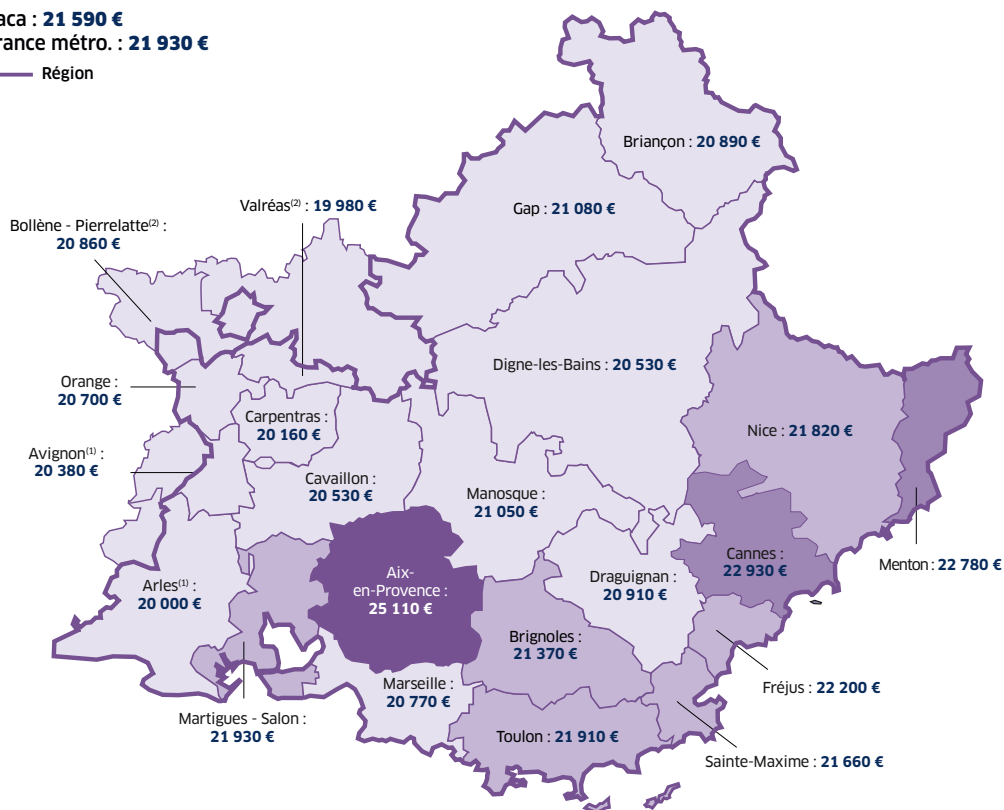 aca : 21 590 €
rance métro. : 21 930 €
Région
Briançon : 20 890 €
Valréas(2) : 19 980 €
Gap : 21 080 €
Bollène - Pierrelatte(2) :
20 860 €
Digne-les-Bains : 20 530 €
Orange :
20 700 €
Carpentras :
20 160 €
Nice : 21 820 €
Avignon(1) :
20 380 €
Cavaillon :
20 530 €
Manosque :
21 050 €
Cannes :
22 930 €
Menton : 22 780 €
Aix-
en-Provence :
25 110 €
Arles(1) :
20 000 €
Draguignan :
20 910 €
Brignoles :
21 370 €
Marseille :
20 770 €
Fréjus : 22 200 €
Martigues - Salon :
21 930 €
Toulon : 21 910 €
Sainte-Maxime : 21 660 €